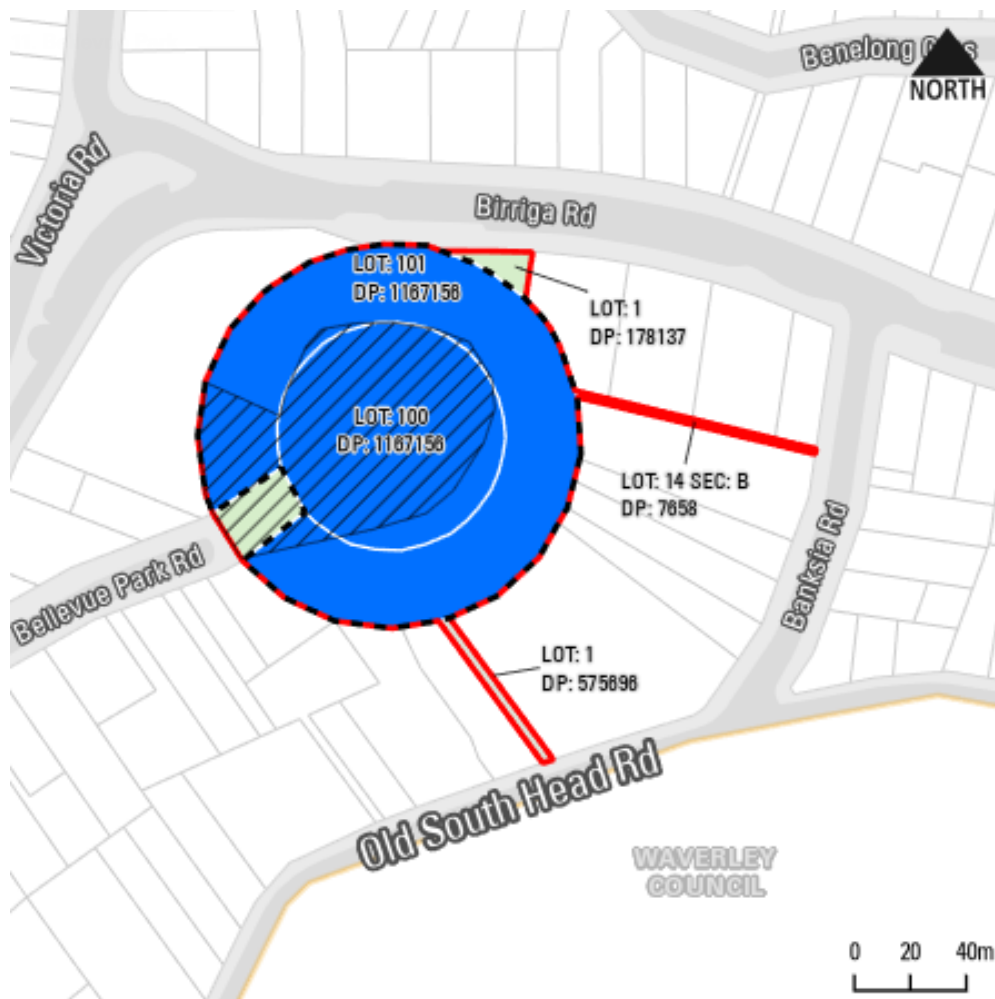 Benelong Cres
NORTH
Victoria Rd
Birriga Rd
LOT: 101
DP: 1167156
LOT: 1
DP: 178137
LOT: 100
DP: 1167156
LOT: 14 SEC: B
DP: 7658
Banksia Rd
Bellevue Park Rd
LOT: 1
DP: 575696
Old South Head Rd
WAVERLEY
COUNCIL
0 20 40m